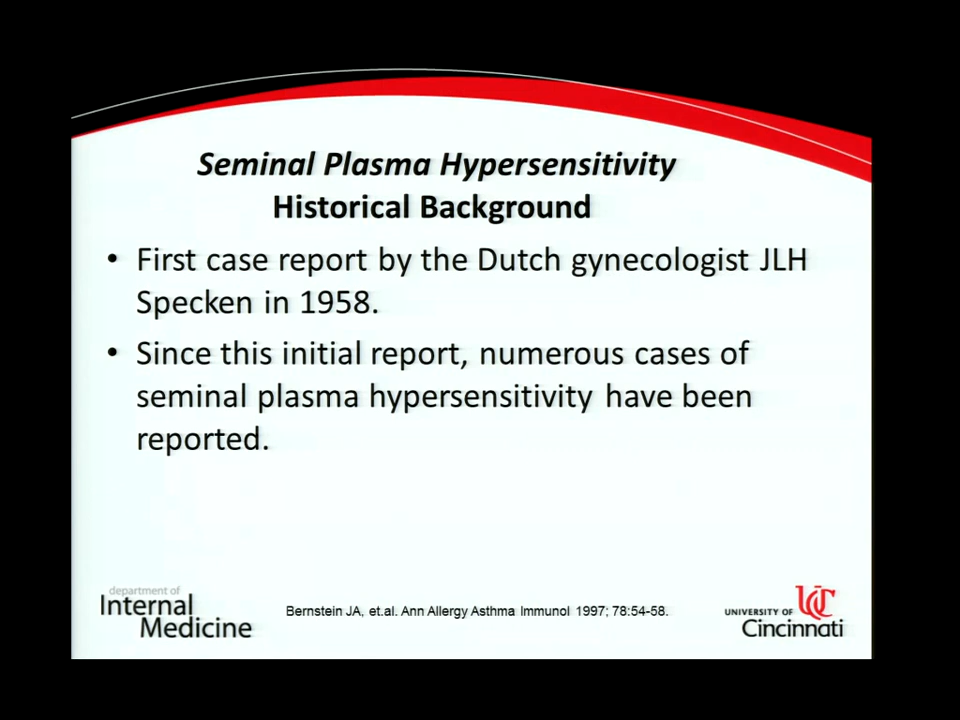 Seminal Plasma Hypersensitivity
Historical Background
• First case report by the Dutch gynecologist JLH
Specken in 1958.
• Since this initial report, numerous cases of
seminal plasma hypersensitivity have been
reported.
department of
Internal
Medicine
Bernstein JA, et.al. Ann Allergy Asthma Immunol 1997; 78:54-58.
UC
UNIVERSITY OF
Cincinnati